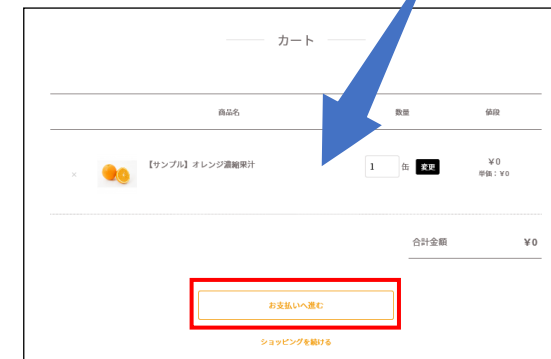 カート
商品名 数量 値段
× 【サンプル】オレンジ濃縮果汁 1 缶 変更 ¥0
単価：¥0
合計金額 ¥0
お支払いへ進む
ショッピングを続ける